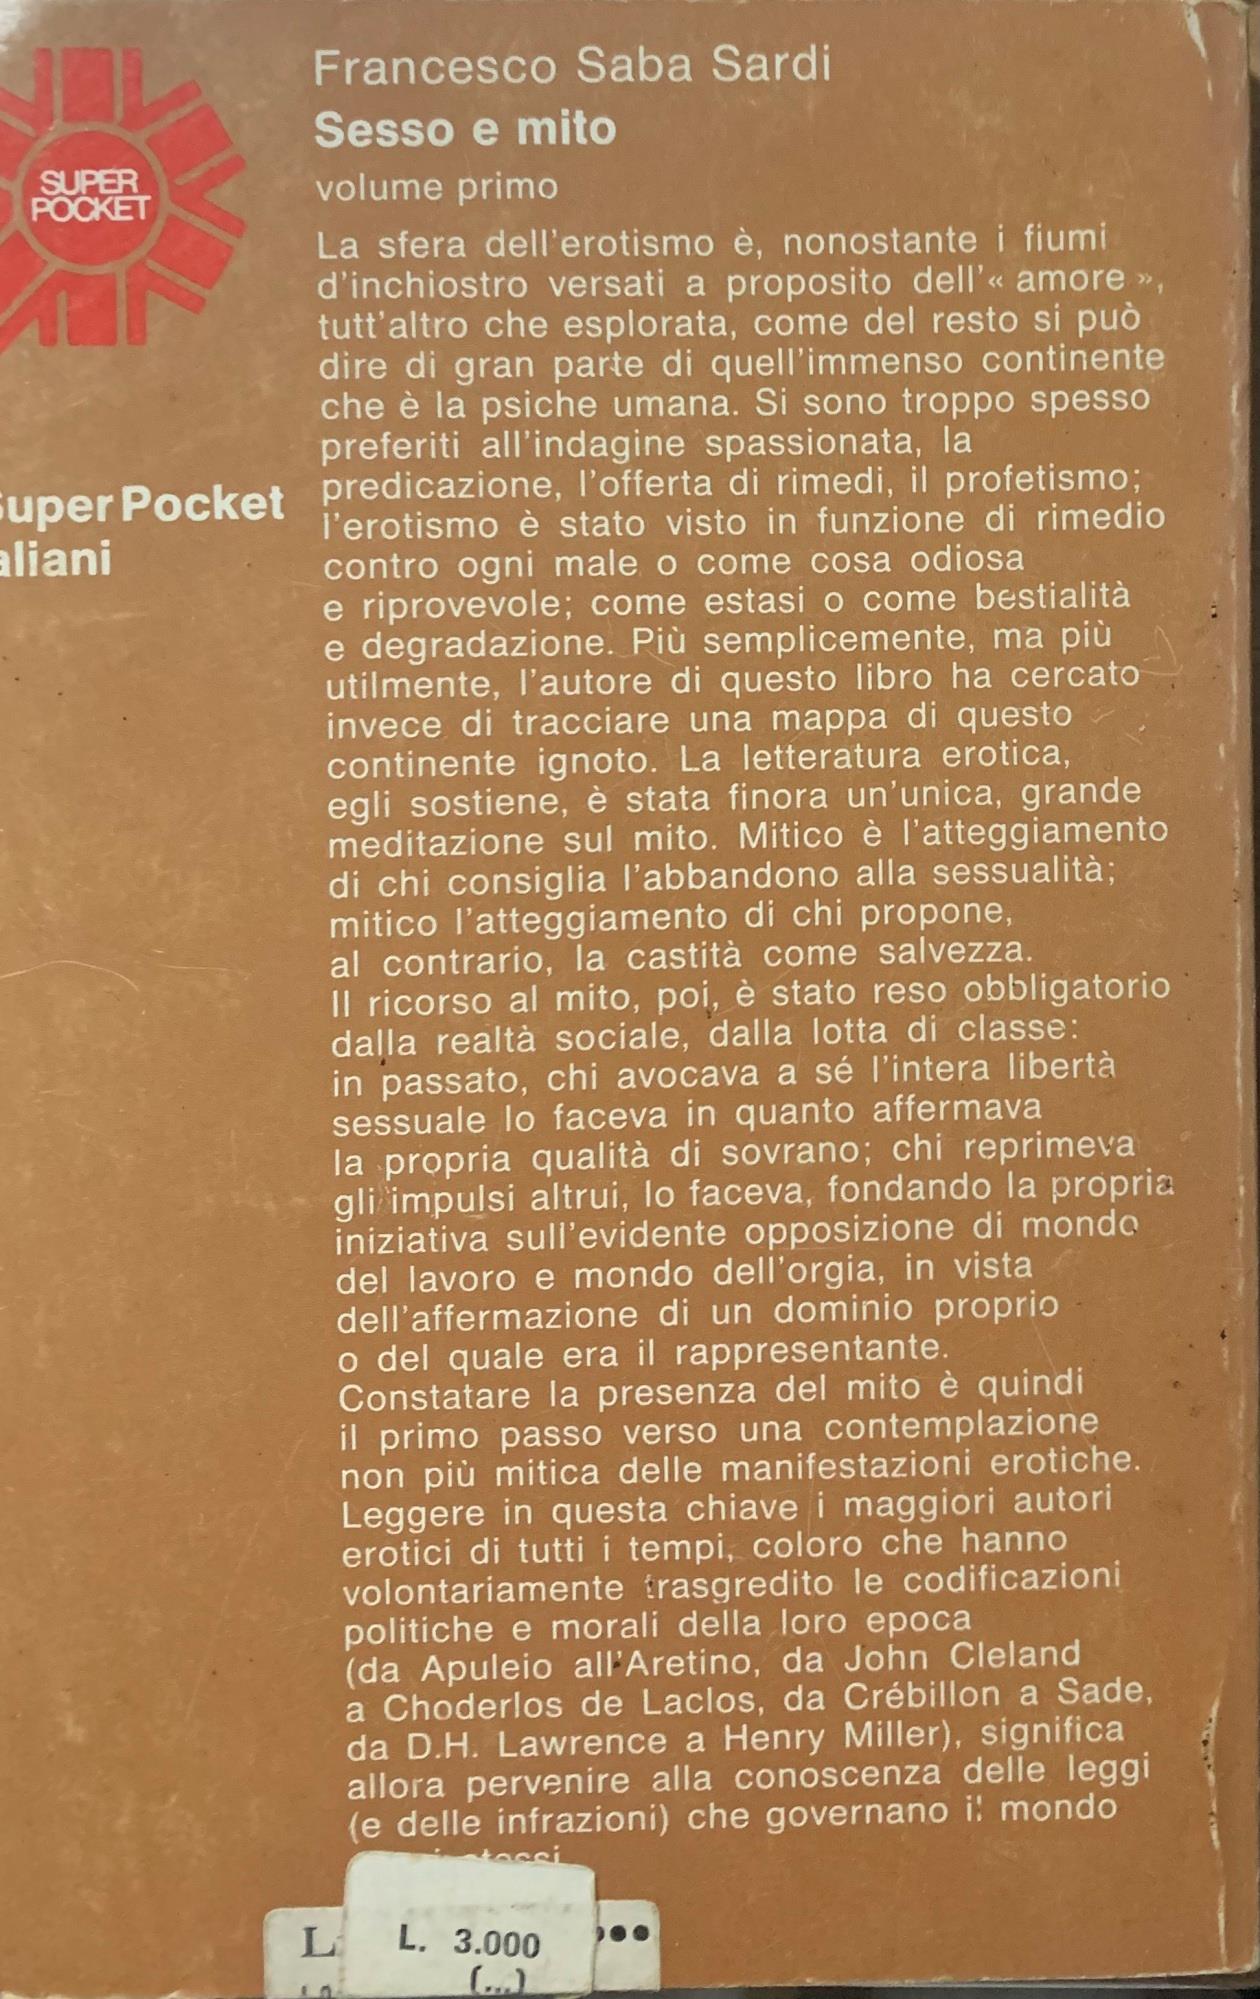 SUPER
POCKET
Super Pocket
aliani
Francesco Saba Sardi
Sesso e mito
volume primo
La sfera dell'erotismo è, nonostante i fiumi
d'inchiostro versati a proposito dell'« amore »,
tutt'altro che esplorata, come del resto si può
dire di gran parte di quell'immenso continente
che è la psiche umana. Si sono troppo spesso
preferiti all'indagine spassionata, la
predicazione, l'offerta di rimedi, il profetismo;
l'erotismo è stato visto in funzione di rimedio
contro ogni male o come cosa odiosa
e riprovevole; come estasi o come bestialità
e degradazione. Più semplicemente, ma più
utilmente, l'autore di questo libro ha cercato
invece di tracciare una mappa di questo
continente ignoto. La letteratura erotica,
egli sostiene, è stata finora un'unica, grande
meditazione sul mito. Mitico è l'atteggiamento
di chi consiglia l'abbandono alla sessualità;
mitico l'atteggiamento di chi propone,
al contrario, la castità come salvezza.
Il ricorso al mito, poi, è stato reso obbligatorio
dalla realtà sociale, dalla lotta di classe:
in passato, chi avocava a sé l'intera libertà
sessuale lo faceva in quanto affermava
la propria qualità di sovrano; chi reprimeva
gli impulsi altrui, lo faceva, fondando la propria
iniziativa sull'evidente opposizione di mondo
del lavoro e mondo dell'orgia, in vista
dell'affermazione di un dominio proprio
o del quale era il rappresentante.
Constatare la presenza del mito è quindi
il primo passo verso una contemplazione
non più mitica delle manifestazioni erotiche.
Leggere in questa chiave i maggiori autori
erotici di tutti i tempi, coloro che hanno
volontariamente trasgredito le codificazioni
politiche e morali della loro epoca
(da Apuleio all'Aretino, da John Cleland
a Choderlos de Laclos, da Crébillon a Sade,
da D.H. Lawrence a Henry Miller), significa
allora pervenire alla conoscenza delle leggi
(e delle infrazioni) che governano il mondo
stessi
L
L. 3.000
(...)